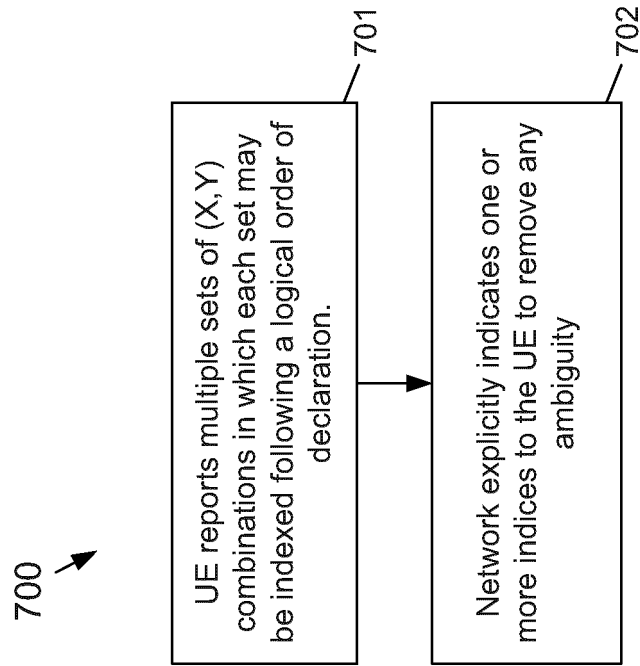 700
UE reports multiple sets of (X,Y)
combinations in which each set may
be indexed following a logical order of
declaration.
701
Network explicitly indicates one or
more indices to the UE to remove any
ambiguity
702